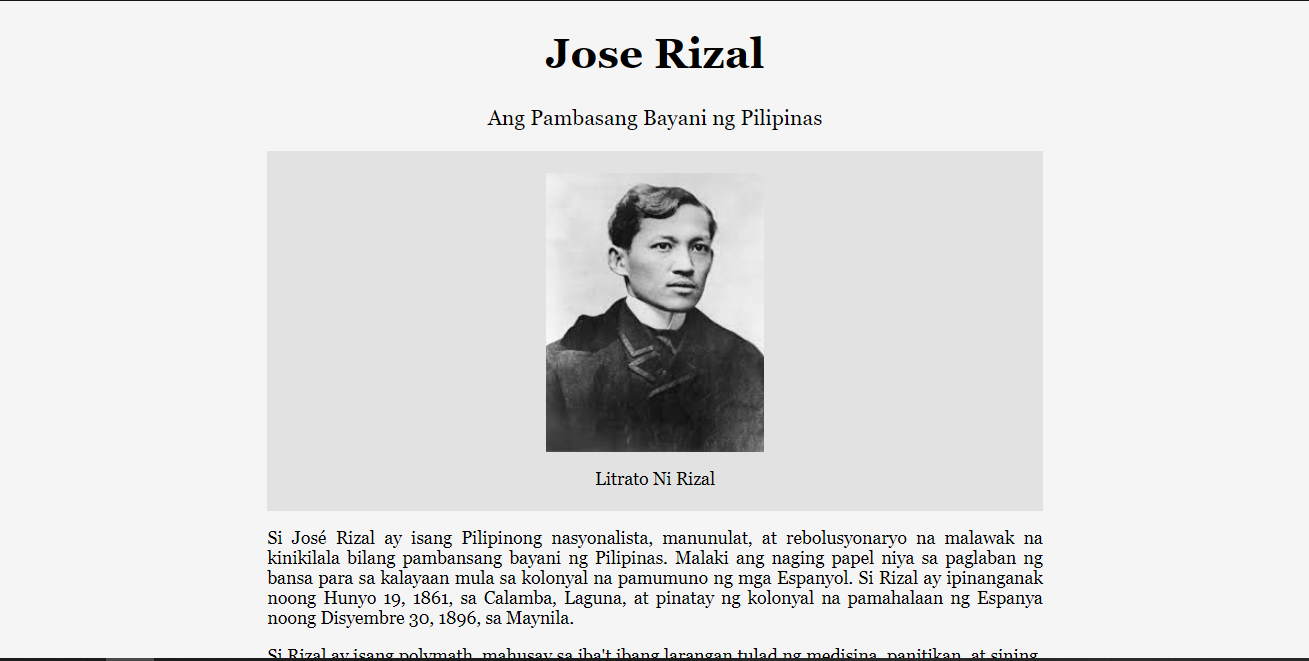 Jose Rizal
Ang Pambasang Bayani ng Pilipinas
Litrato Ni Rizal
Si José Rizal ay isang Pilipinong nasyonalista, manunulat, at rebolusyonaryo na malawak na
kinikilala bilang pambansang bayani ng Pilipinas. Malaki ang naging papel niya sa paglaban ng
bansa para sa kalayaan mula sa kolonyal na pamumuno ng mga Espanyol. Si Rizal ay ipinanganak
noong Hunyo 19, 1861, sa Calamba, Laguna, at pinatay ng kolonyal na pamahalaan ng Espanya
noong Disyembre 30, 1896, sa Maynila.
Si Rizal ay isang polymath, mahusay sa iba't ibang larangan tulad ng medisina, panitikan, at sining.